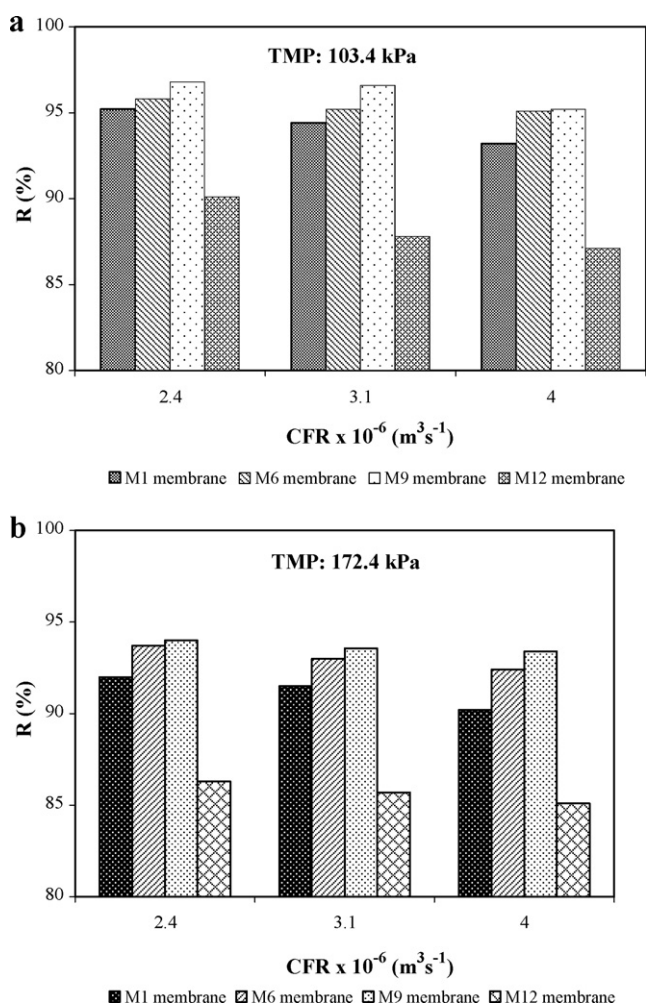 a
100
95
90
85
80
R (%)
TMP: 103.4 kPa
2.4 3.1 4
CFR x 10⁻⁶ (m³s⁻¹)
M1 membrane M6 membrane M9 membrane M12 membrane
b
100
95
90
85
80
R (%)
TMP: 172.4 kPa
2.4 3.1 4
CFR x 10⁻⁶ (m³s⁻¹)
M1 membrane M6 membrane M9 membrane M12 membrane